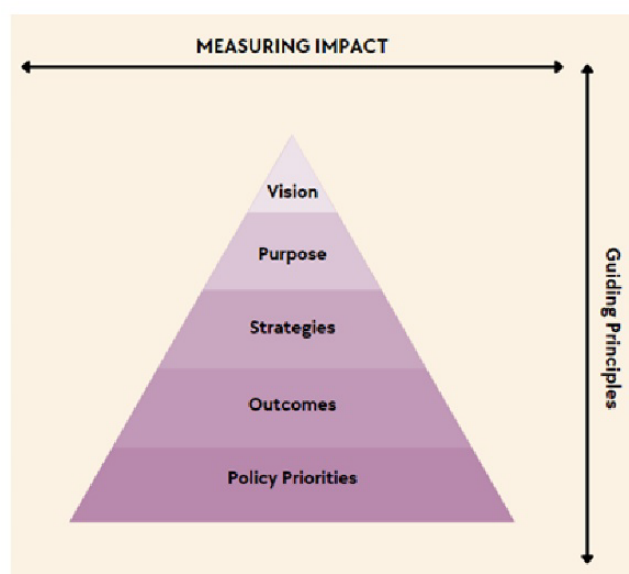 MEASURING IMPACT
Vision
Purpose
Strategies
Outcomes
Policy Priorities
Guiding Principles